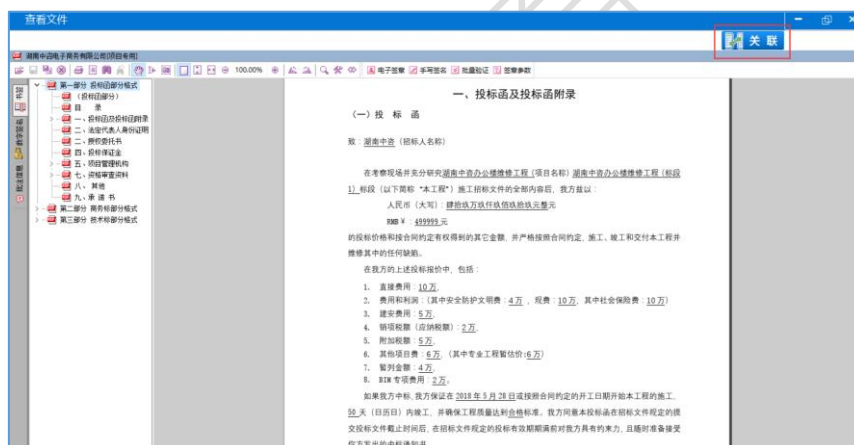 查看文件
关 联
湖南中咨电子商务有限公司[项目专用]
100.00%
电子签章 手写签名 批量验证 签章参数
书签
数字签名
批注信息
第一部分 投标函部分格式
(投标函部分)
目 录
一、投标函及投标函附录
二、法定代表人身份证明
二、授权委托书
四、投标保证金
五、项目管理机构
七、资格审查资料
八、其他
九、承诺书
第二部分 商务标部分格式
第三部分 技术标部分格式
一、投标函及投标函附录
(一)投 标 函
致：湖南中咨（招标人名称）
在考察现场并充分研究湖南中咨办公楼维修工程（项目名称）湖南中咨办公楼维修工程（标段
1）标段（以下简称“本工程”）施工招标文件的全部内容后，我方兹以：
人民币（大写）：肆拾玖万玖仟玖佰玖拾玖元整元
RMB￥：499999 元
的投标价格和按合同约定有权得到的其它金额，并严格按照合同约定，施工、竣工和交付本工程并
维修其中的任何缺陷。
在我方的上述投标报价中，包括：
1. 直接费用：10万，
2. 费用和利润：（其中安全防护文明费：4万，规费：10万，其中社会保险费：10万）
3. 建安费用：5万，
4. 销项税额（应纳税额）：2万，
5. 附加税额：5万，
6. 其他项目费：6万，（其中专业工程暂估价:6万）
7. 暂列金额：4万，
8. BIM 专项费用：2万。
如果我方中标，我方保证在 2018 年 5 月 28 日或按照合同约定的开工日期开始本工程的施工，
50 天（日历日）内竣工，并确保工程质量达到合格标准。我方同意本投标函在招标文件规定的提
交投标文件截止时间后，在招标文件规定的投标有效期期满前对我方具有约束力，且随时准备接受
你方发出的中标通知书。